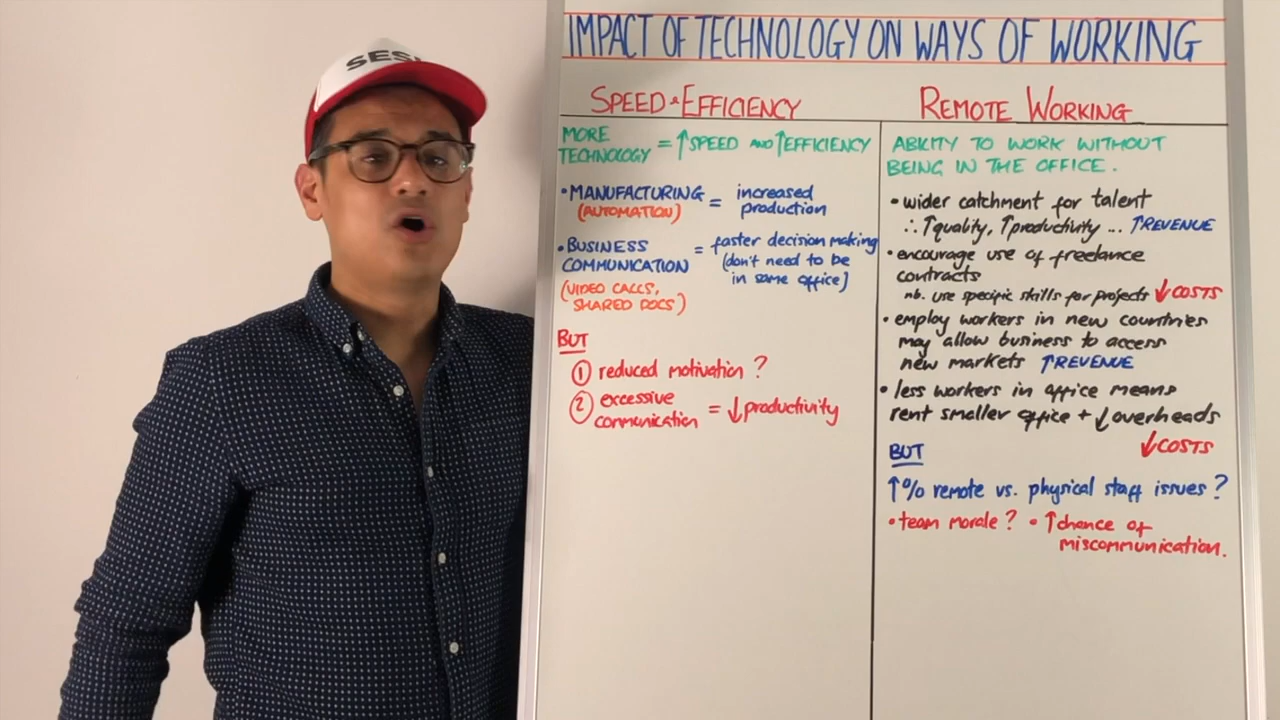 SES
IMPACT OF TECHNOLOGY ON WAYS OF WORKING
SPEED & EFFICIENCY
MORE TECHNOLOGY = ↑SPEED AND ↑EFFICIENCY
• MANUFACTURING = increased production
(AUTOMATION)
• BUSINESS COMMUNICATION = faster decision making
(don't need to be
in same office)
(VIDEO CALLS,
SHARED DOCS')
BUT
① reduced motivation ?
② excessive communication = ↓productivity
REMOTE WORKING
ABILITY TO WORK WITHOUT
BEING IN THE OFFICE.
• wider catchment for talent
∴ ↑quality, ↑productivity ... ↑REVENUE
• encourage use of freelance
contracts
nb. use specific skills for projects ↓COSTS
• employ workers in new countries
may allow business to access
new markets ↑REVENUE
• less workers in office means
rent smaller office + ↓overheads
↓COSTS
BUT
↑% remote vs. physical staff issues ?
• team morale ? • ↑chance of
miscommunication.